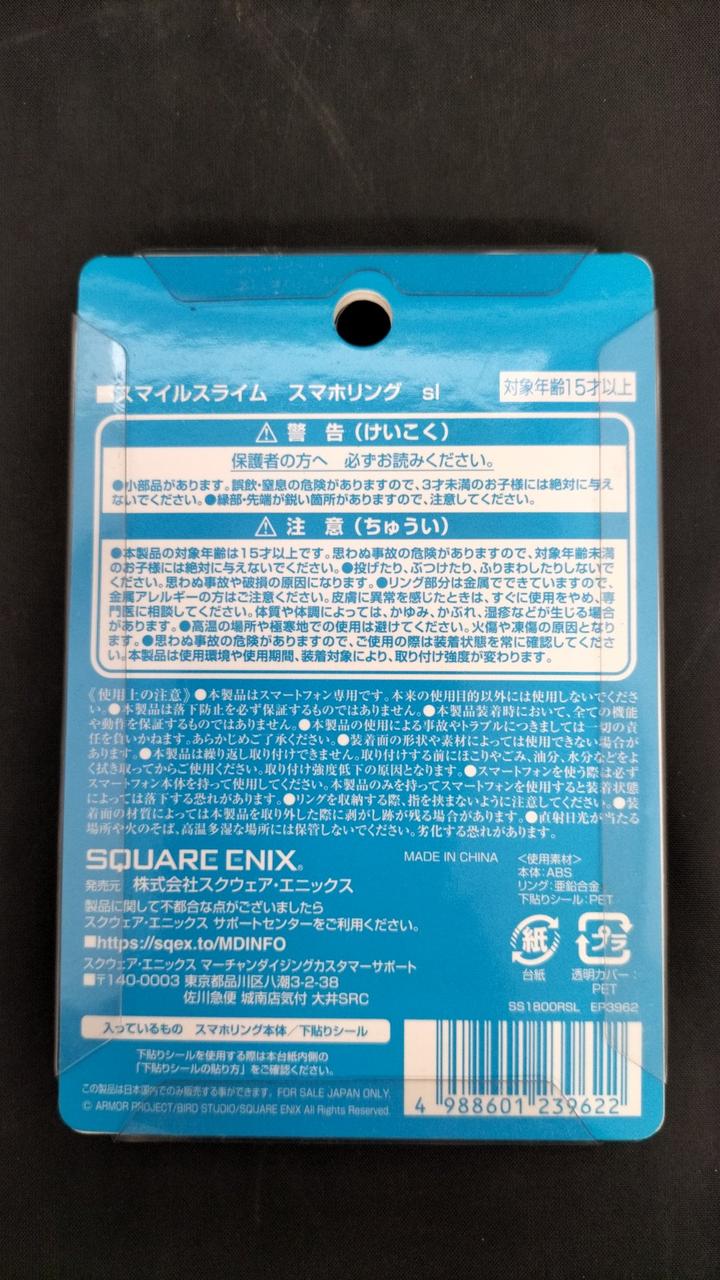 ■スマイルスライム　スマホリング　sl
対象年齢15才以上
⚠ 警 告（けいこく）
保護者の方へ　必ずお読みください。
●小部品があります。誤飲・窒息の危険がありますので、3才未満のお子様には絶対に与え
ないでください。●縁部・先端が鋭い箇所がありますので、注意してください。
⚠ 注 意（ちゅうい）
●本製品の対象年齢は15才以上です。思わぬ事故の危険がありますので、対象年齢未満
のお子様には絶対に与えないでください。●投げたり、ぶつけたり、ふりまわしたりしないで
ください。思わぬ事故や破損の原因になります。●リング部分は金属でできていますので、
金属アレルギーの方はご注意ください。皮膚に異常を感じたときは、すぐに使用をやめ、専
門医に相談してください。体質や体調によっては、かゆみ、かぶれ、湿疹などが生じる場合
があります。●高温の場所や極寒地での使用は避けてください。火傷や凍傷の原因となり
ます。●思わぬ事故の危険がありますので、ご使用の際は装着状態を常に確認してくださ
い。本製品は使用環境や使用期間、装着対象により、取り付け強度が変わります。
《使用上の注意》●本製品はスマートフォン専用です。本来の使用目的以外には使用しないでくださ
い。●本製品は落下防止を必ず保証するものではありません。●本製品装着時において、全ての機能
や動作を保証するものではありません。●本製品の使用による事故やトラブルにつきましては一切の責
任を負いかねます。あらかじめご了承ください。●装着面の形状や素材によっては使用できない場合が
あります。●本製品は繰り返し取り付けできません。取り付けする前にほこりやごみ、油分、水分などをよ
く拭き取ってからご使用ください。取り付け強度低下の原因となります。●スマートフォンを使う際は必ず
スマートフォン本体を持って使用してください。本製品のみを持ってスマートフォンを使用すると装着状態
によっては落下する恐れがあります。●リングを収納する際、指を挟まないように注意してください。●装
着面の材質によっては本製品を取り外した際に剥がし跡が残る場合があります。●直射日光が当たる
場所や火のそば、高温多湿な場所には保管しないでください。劣化する恐れがあります。
SQUARE ENIX®
MADE IN CHINA
＜使用素材＞
本体：ABS
リング：亜鉛合金
下貼りシール：PET
発売元　株式会社スクウェア・エニックス
製品に関して不都合な点がございましたら
スクウェア・エニックス サポートセンターをご利用ください。
■https://sqex.to/MDINFO
スクウェア・エニックス マーチャンダイジングカスタマーサポート
■〒140-0003 東京都品川区八潮3-2-38
佐川急便 城南店気付 大井SRC
紙
台紙
プラ
透明カバー：
PET
SS1800RSL　EP3962
入っているもの　スマホリング本体／下貼りシール
下貼りシールを使用する際は本台紙内側の
「下貼りシールの貼り方」をご確認ください。
この製品は日本国内でのみ販売する事ができます。FOR SALE JAPAN ONLY.
© ARMOR PROJECT/BIRD STUDIO/SQUARE ENIX All Rights Reserved.
4 988601 239622